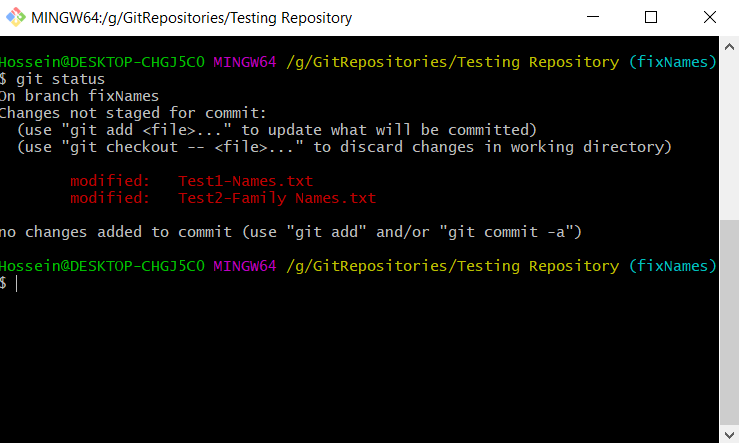 MINGW64:/g/GitRepositories/Testing Repository
Hossein@DESKTOP-CHGJ5CO MINGW64 /g/GitRepositories/Testing Repository (fixNames)
$ git status
On branch fixNames
Changes not staged for commit:
  (use "git add <file>..." to update what will be committed)
  (use "git checkout -- <file>..." to discard changes in working directory)
        modified:   Test1-Names.txt
        modified:   Test2-Family Names.txt
no changes added to commit (use "git add" and/or "git commit -a")
Hossein@DESKTOP-CHGJ5CO MINGW64 /g/GitRepositories/Testing Repository (fixNames)
$